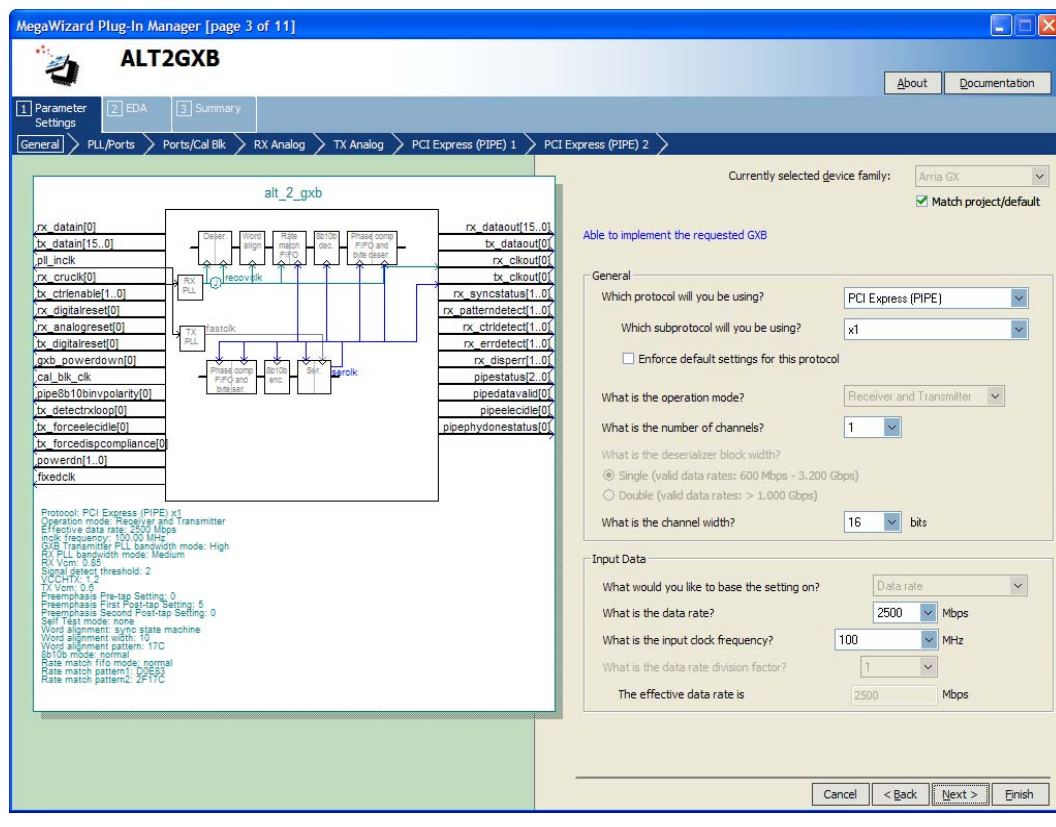 MegaWizard Plug-In Manager [page 3 of 11]
ALT2GXB
About
Documentation
1 Parameter Settings
2 EDA
3 Summary
General
PLL/Ports
Ports/Cal Blk
RX Analog
TX Analog
PCI Express (PIPE) 1
PCI Express (PIPE) 2
Currently selected device family:
Arria GX
Match project/default
alt_2_gxb
rx_datain[0]
tx_datain[15..0]
pll_inclk
rx_cruclk[0]
tx_ctrlenable[1..0]
rx_digitalreset[0]
rx_analogreset[0]
tx_digitalreset[0]
gxb_powerdown[0]
cal_blk_clk
pipe8b10binvpolarity[0]
tx_detectrxloop[0]
tx_forceelecidle[0]
tx_forcedispcompliance[0]
powerdn[1..0]
fixedclk
Deser.
Word align
Rate match FIFO
8b10b dec.
Phase comp FIFO and byte deser.
RX PLL
TX PLL
fastclk
Phase comp FIFO and byte ser.
8b10b enc.
Ser.
rx_dataout[15..0]
tx_dataout[0]
rx_clkout[0]
tx_clkout[0]
rx_syncstatus[1..0]
rx_patterndetect[1..0]
rx_ctrldetect[1..0]
rx_errdetect[1..0]
rx_disperr[1..0]
pipestatus[2..0]
pipedatavalid[0]
pipeelecidle[0]
pipephydonestatus[0]
Protocol: PCI Express (PIPE) x1
Operation mode: Receiver and Transmitter
Effective data rate: 2500 Mbps
inclk frequency: 100.00 MHz
GXB Transmitter PLL bandwidth mode: High
RX PLL bandwidth mode: Medium
RX Vcm: 0.85
Signal detect threshold: 2
VCCHTX: 1.2
TX Vcm: 0.6
Preemphasis Pre-tap Setting: 0
Preemphasis First Post-tap Setting: 5
Preemphasis Second Post-tap Setting: 0
Self Test mode: none
Word alignment: sync state machine
Word alignment width: 10
Word alignment pattern: 17C
8b10b mode: normal
Rate match fifo mode: normal
Rate match pattern1: D0E83
Rate match pattern2: 2F17C
Able to implement the requested GXB
General
Which protocol will you be using?
PCI Express (PIPE)
Which subprotocol will you be using?
x1
Enforce default settings for this protocol
What is the operation mode?
Receiver and Transmitter
What is the number of channels?
1
What is the deserializer block width?
Single (valid data rates: 600 Mbps - 3.200 Gbps)
Double (valid data rates: > 1.000 Gbps)
What is the channel width?
16 bits
Input Data
What would you like to base the setting on?
Data rate
What is the data rate?
2500 Mbps
What is the input clock frequency?
100 MHz
What is the data rate division factor?
1
The effective data rate is
2500 Mbps
Cancel
< Back
Next >
Finish